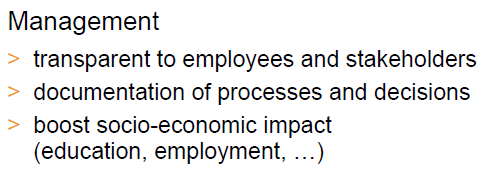 Management
> transparent to employees and stakeholders
> documentation of processes and decisions
> boost socio-economic impact
(education, employment, …)